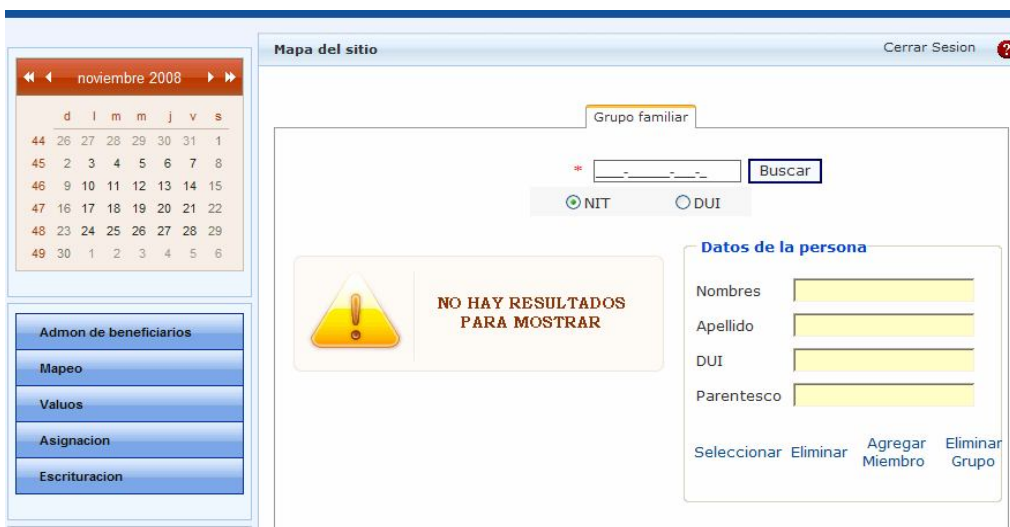 Mapa del sitio
Cerrar Sesion
?
noviembre 2008
d l m m j v s
44 26 27 28 29 30 31 1
45 2 3 4 5 6 7 8
46 9 10 11 12 13 14 15
47 16 17 18 19 20 21 22
48 23 24 25 26 27 28 29
49 30 1 2 3 4 5 6
Admon de beneficiarios
Mapeo
Valuos
Asignacion
Escrituracion
Grupo familiar
* ____-______-___-_ Buscar
NIT DUI
NO HAY RESULTADOS
PARA MOSTRAR
Datos de la persona
Nombres
Apellido
DUI
Parentesco
Seleccionar Eliminar Agregar Miembro Eliminar Grupo